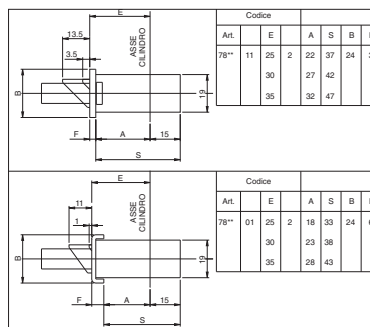 E
13.5
3.5
ASSE
CILINDRO
B
19
F
A
15
S
Codice
Art.
E
A
S
B
78** 11 25 2 22 37 24
30 27 42
35 32 47
E
11
1
ASSE
CILINDRO
B
19
F
A
15
S
Codice
Art.
E
A
S
B
78** 01 25 2 18 33 24
30 23 38
35 28 43